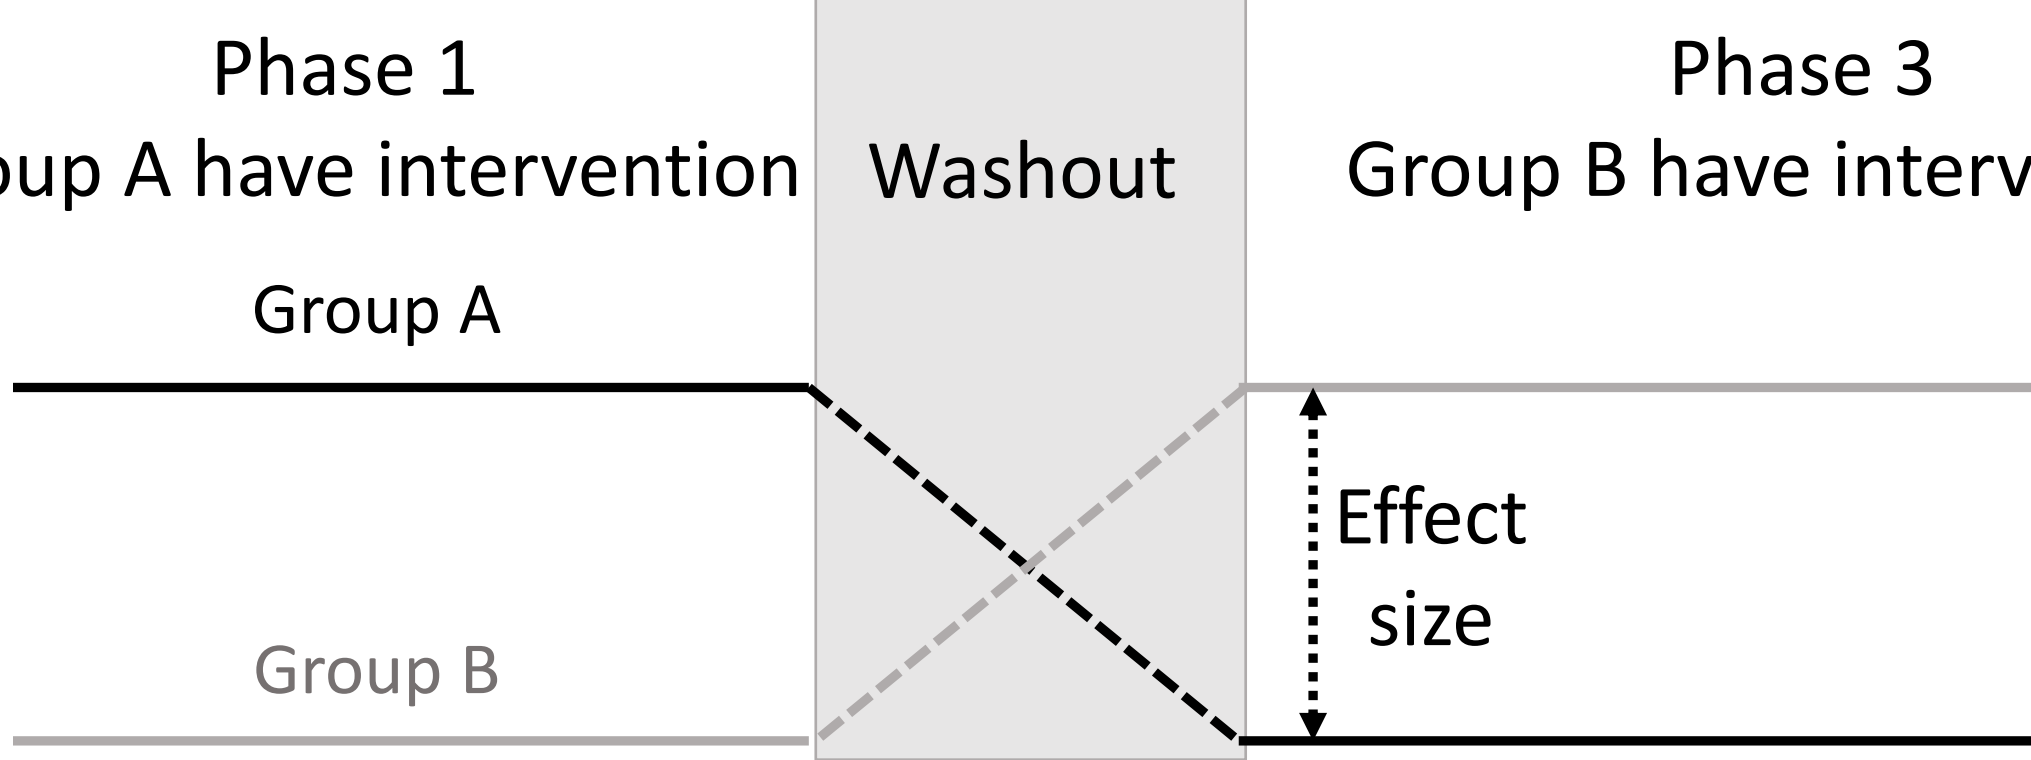 Phase 1
oup A have intervention
Washout
Phase 3
Group B have interv
Group A
Effect
size
Group B